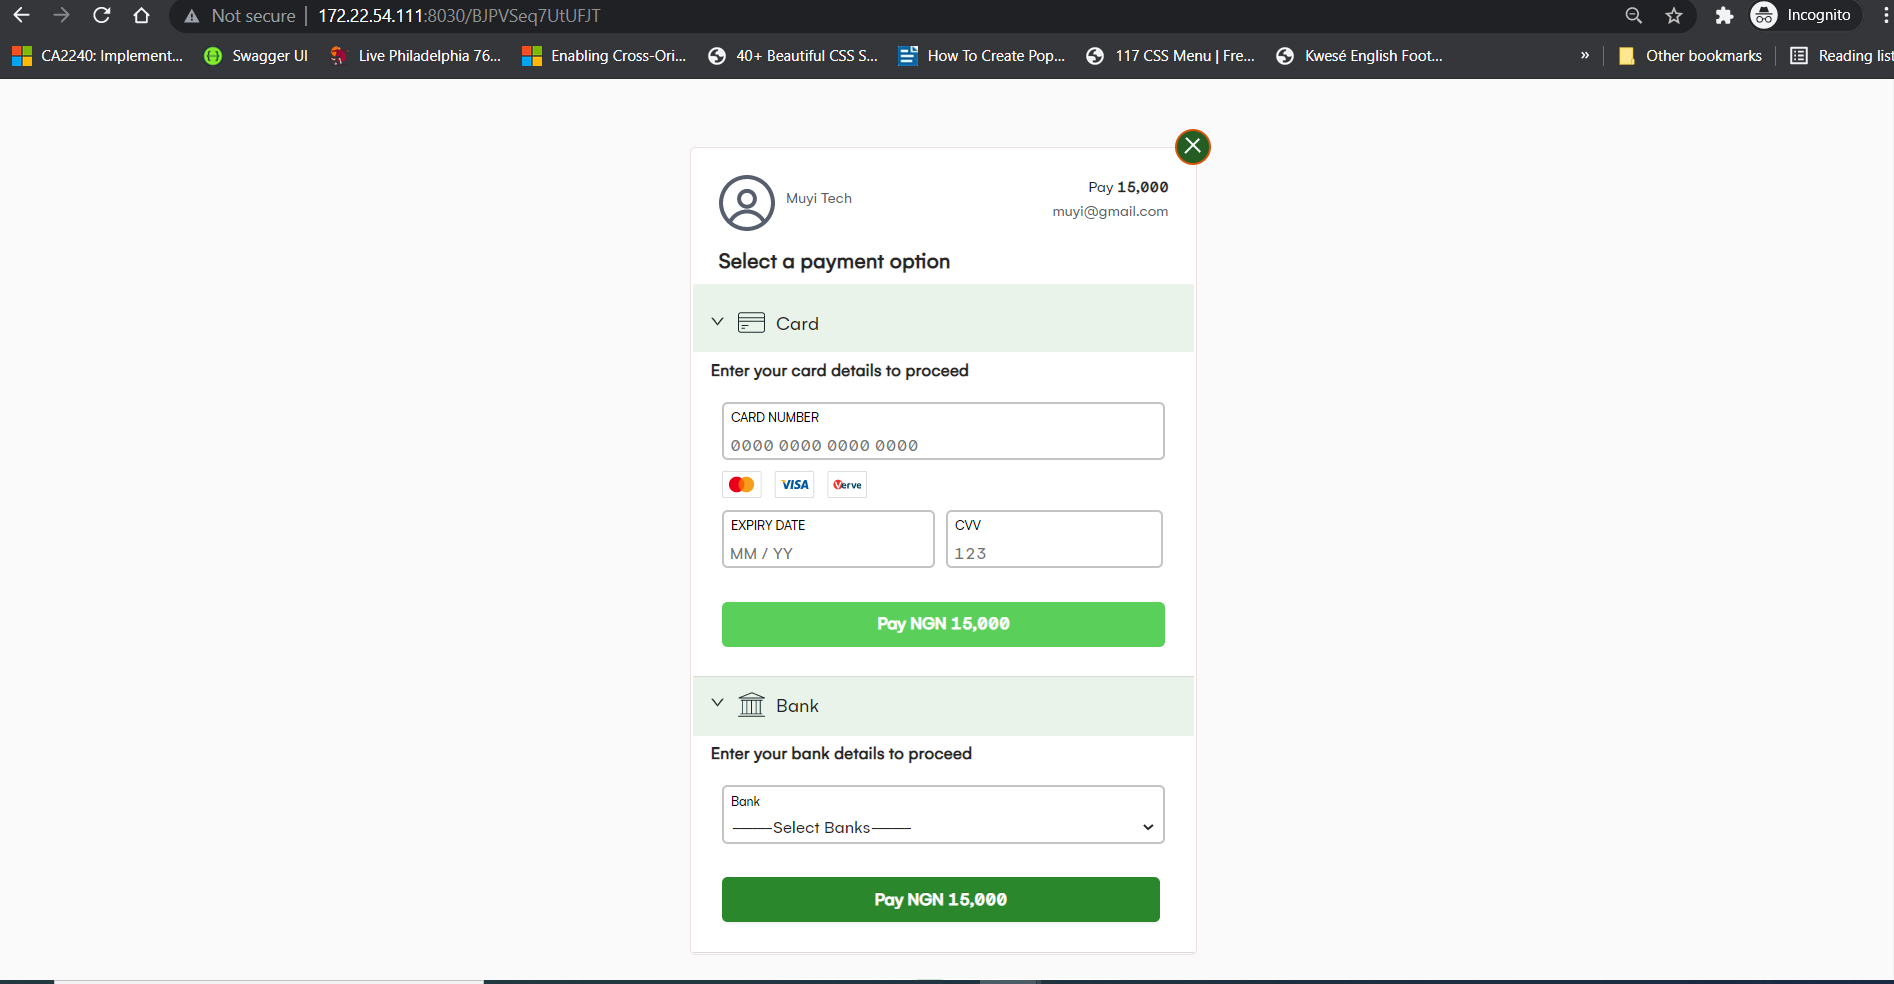 Not secure 172.22.54.111:8030/BJPVSeq7UtUFJT Incognito
CA2240: Implement... Swagger UI Live Philadelphia 76... Enabling Cross-Ori... 40+ Beautiful CSS S... How To Create Pop... 117 CSS Menu | Fre... Kwesé English Foot... » Other bookmarks Reading list
Muyi Tech
Pay 15,000
muyi@gmail.com
Select a payment option
Card
Enter your card details to proceed
CARD NUMBER
0000 0000 0000 0000
VISA Verve
EXPIRY DATE CVV
MM / YY 123
Pay NGN 15,000
Bank
Enter your bank details to proceed
Bank
-----Select Banks-----
Pay NGN 15,000